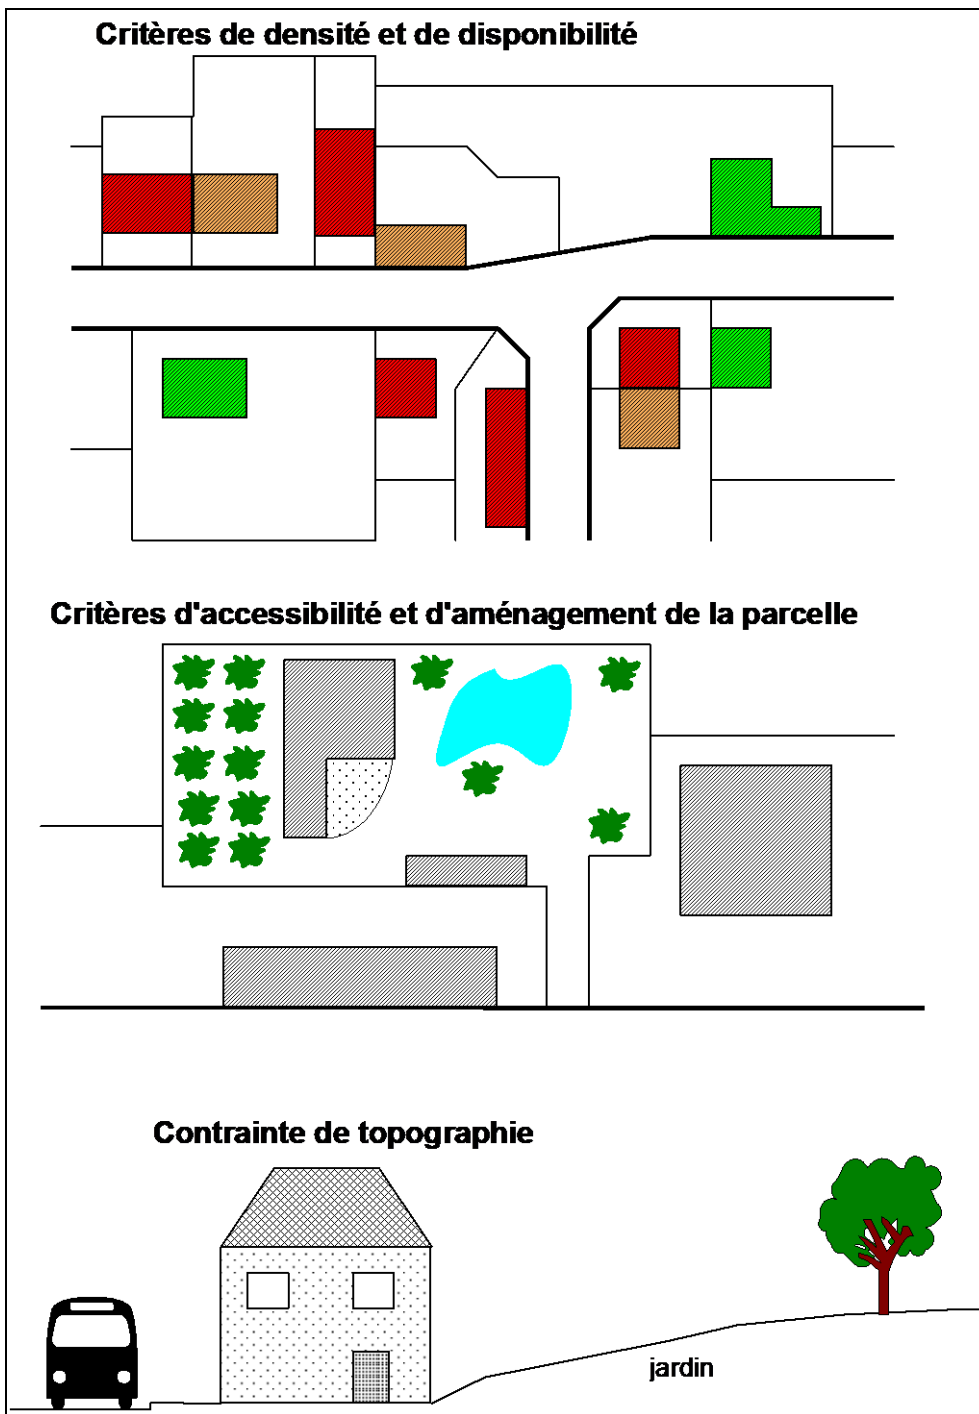 Critères de densité et de disponibilité
Critères d'accessibilité et d'aménagement de la parcelle
Contrainte de topographie
jardin